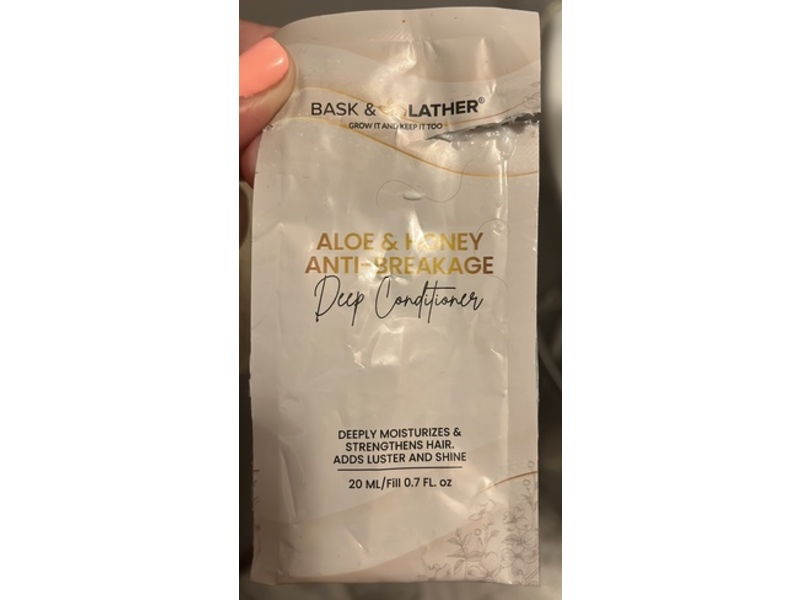 BASK & LATHER®
GROW IT AND KEEP IT TOO
ALOE & HONEY
ANTI-BREAKAGE
Deep Conditioner
DEEPLY MOISTURIZES &
STRENGTHENS HAIR.
ADDS LUSTER AND SHINE
20 ML/Fill 0.7 FL. oz